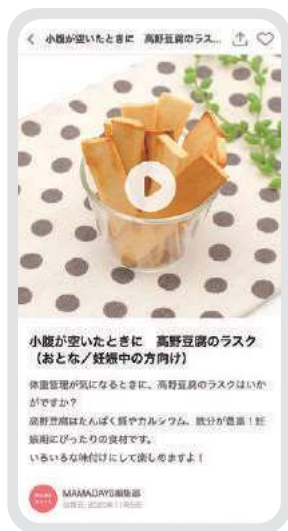 小腹が空いたときに 高野豆腐のラス...
小腹が空いたときに 高野豆腐のラスク
（おとな／妊娠中の方向け）
体重管理が気になるときに、高野豆腐のラスクはいか
がですか？
高野豆腐はたんぱく質やカルシウム、鉄分が豊富！妊
娠期にぴったりの食材です。
いろいろな味付けにして楽しめますよ！
MAMADAYS編集部